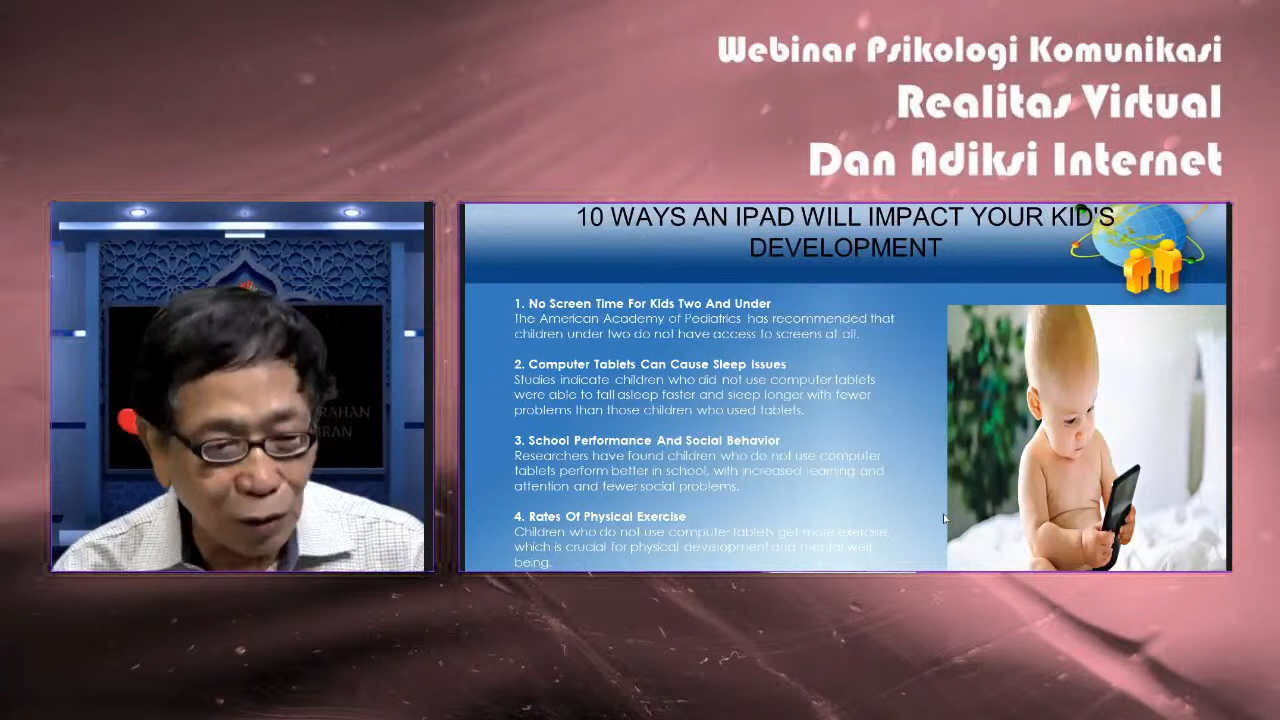 Webinar Psikologi Komunikasi
Realitas Virtual
Dan Adiksi Internet
10 WAYS AN IPAD WILL IMPACT YOUR KID'S
DEVELOPMENT
1. No Screen Time For Kids Two And Under
The American Academy of Pediatrics has recommended that
children under two do not have access to screens at all.
2. Computer Tablets Can Cause Sleep Issues
Studies indicate children who did not use computer tablets
were able to fall asleep faster and sleep longer with fewer
problems than those children who used tablets.
3. School Performance And Social Behavior
Researchers have found children who do not use computer
tablets perform better in school, with increased learning and
attention and fewer social problems.
4. Rates Of Physical Exercise
Children who do not use computer tablets get more exercise,
which is crucial for physical development and mental well-
being.